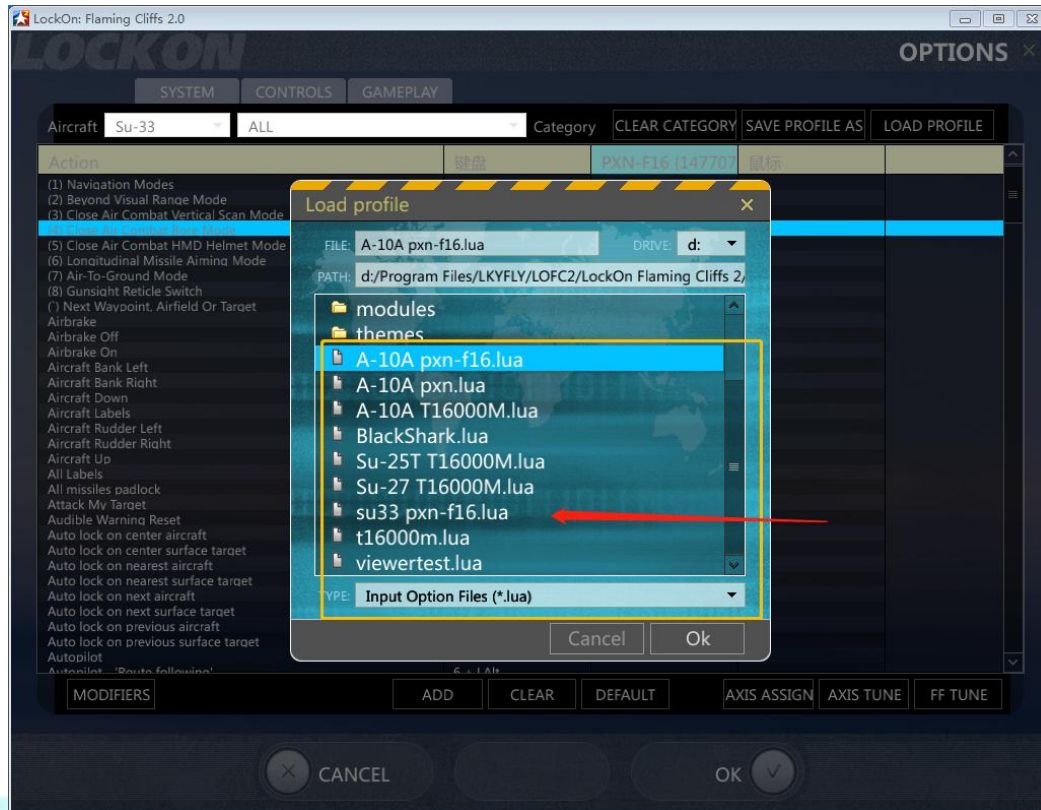 LockOn: Flaming Cliffs 2.0
LOCKON
OPTIONS
SYSTEM CONTROLS GAMEPLAY
Aircraft Su-33 ALL Category CLEAR CATEGORY SAVE PROFILE AS LOAD PROFILE
Action 键盘 PXN-F16 {147707 鼠标
(1) Navigation Modes
(2) Beyond Visual Range Mode
(3) Close Air Combat Vertical Scan Mode
(4) Close Air Combat Bore Mode
(5) Close Air Combat HMD Helmet Mode
(6) Longitudinal Missile Aiming Mode
(7) Air-To-Ground Mode
(8) Gunsight Reticle Switch
(') Next Waypoint, Airfield Or Target
Airbrake
Airbrake Off
Airbrake On
Aircraft Bank Left
Aircraft Bank Right
Aircraft Down
Aircraft Labels
Aircraft Rudder Left
Aircraft Rudder Right
Aircraft Up
All Labels
All missiles padlock
Attack My Target
Audible Warning Reset
Auto lock on center aircraft
Auto lock on center surface target
Auto lock on nearest aircraft
Auto lock on nearest surface target
Auto lock on next aircraft
Auto lock on next surface target
Auto lock on previous aircraft
Auto lock on previous surface target
Autopilot
Autopilot - 'Route following' 6 + LAlt
Load profile
FILE: A-10A pxn-f16.lua DRIVE: d:
PATH: d:/Program Files/LKYFLY/LOFC2/LockOn Flaming Cliffs 2/
modules
themes
A-10A pxn-f16.lua
A-10A pxn.lua
A-10A T16000M.lua
BlackShark.lua
Su-25T T16000M.lua
Su-27 T16000M.lua
su33 pxn-f16.lua
t16000m.lua
viewertest.lua
TYPE: Input Option Files (*.lua)
Cancel Ok
MODIFIERS ADD CLEAR DEFAULT AXIS ASSIGN AXIS TUNE FF TUNE
CANCEL OK